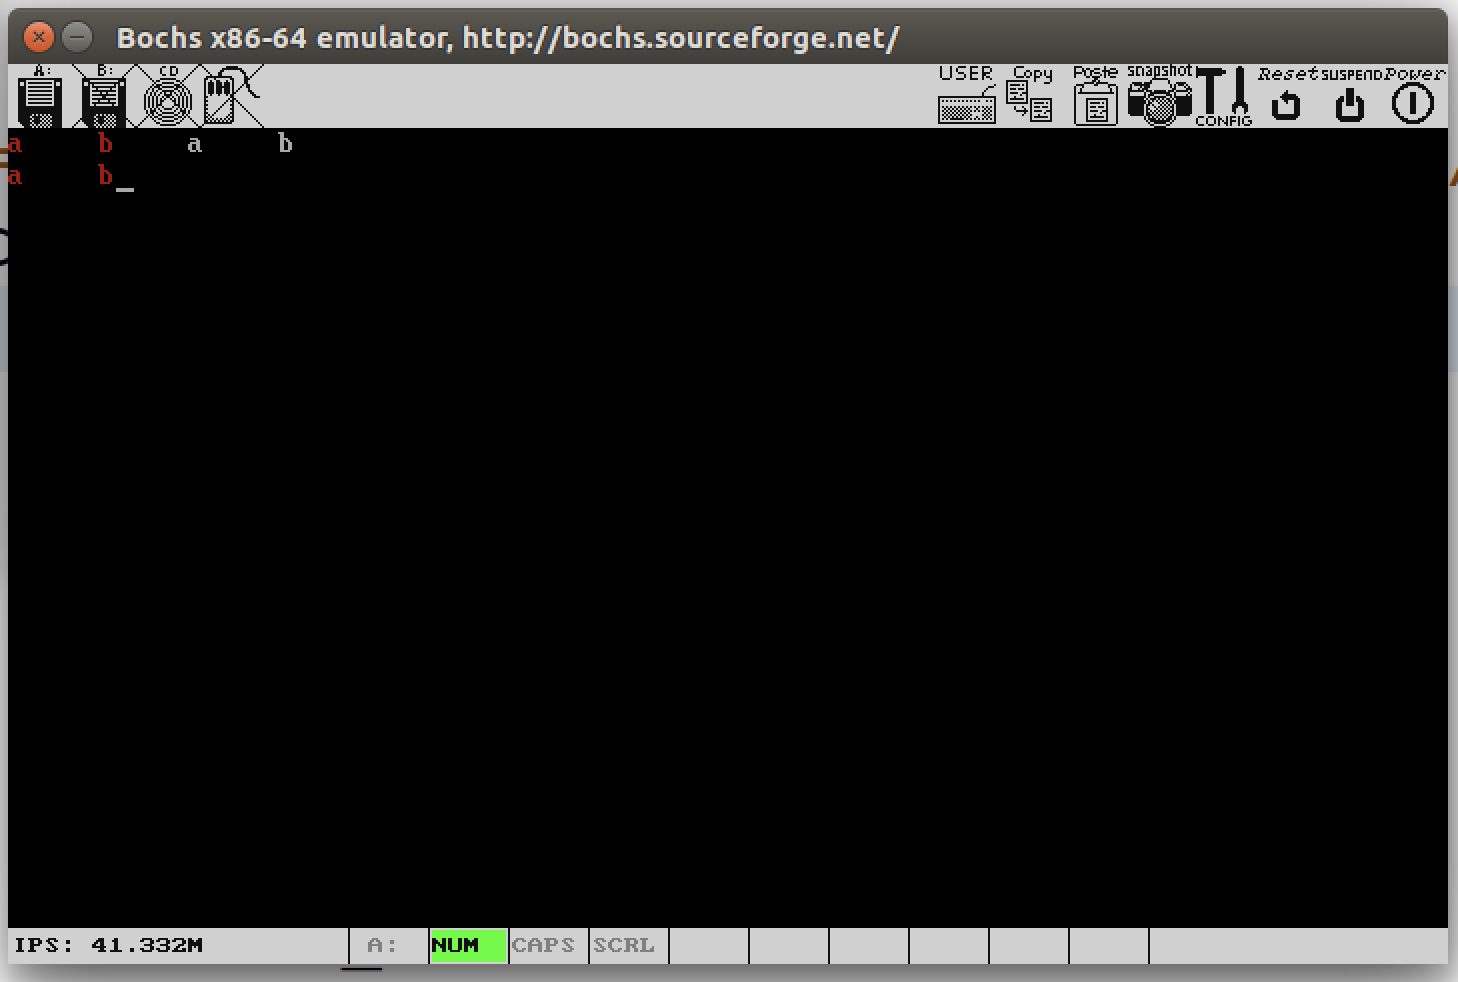 Bochs x86-64 emulator, http://bochs.sourceforge.net/
A: B: CD USER Copy Paste snapshot CONFIG Reset SUSPEND Power
a b a b
a b_
IPS: 41.332M A: NUM CAPS SCRL